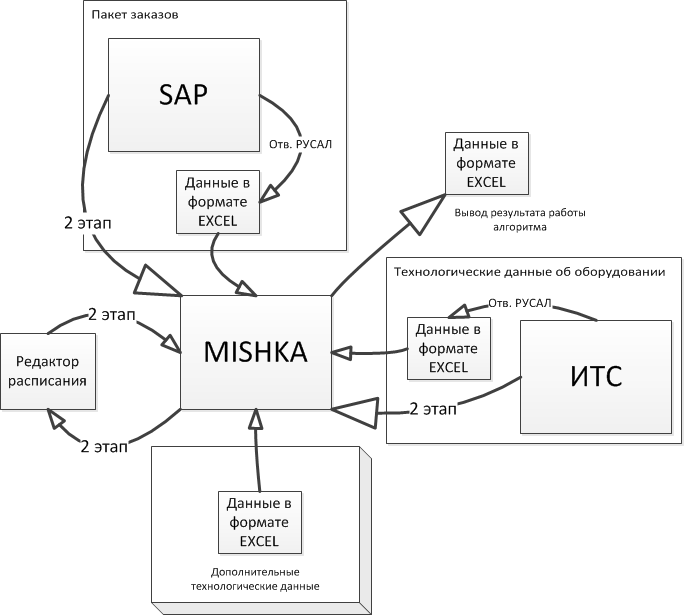 Пакет заказов
SAP
Отв. РУСАЛ
Данные в
формате
EXCEL
2 этап
Данные в
формате
EXCEL
Вывод результата работы
алгоритма
Технологические данные об оборудовании
Отв. РУСАЛ
Данные в
формате
EXCEL
ИТС
2 этап
MISHKA
2 этап
Редактор
расписания
2 этап
Данные в
формате
EXCEL
Дополнительные
технологические данные